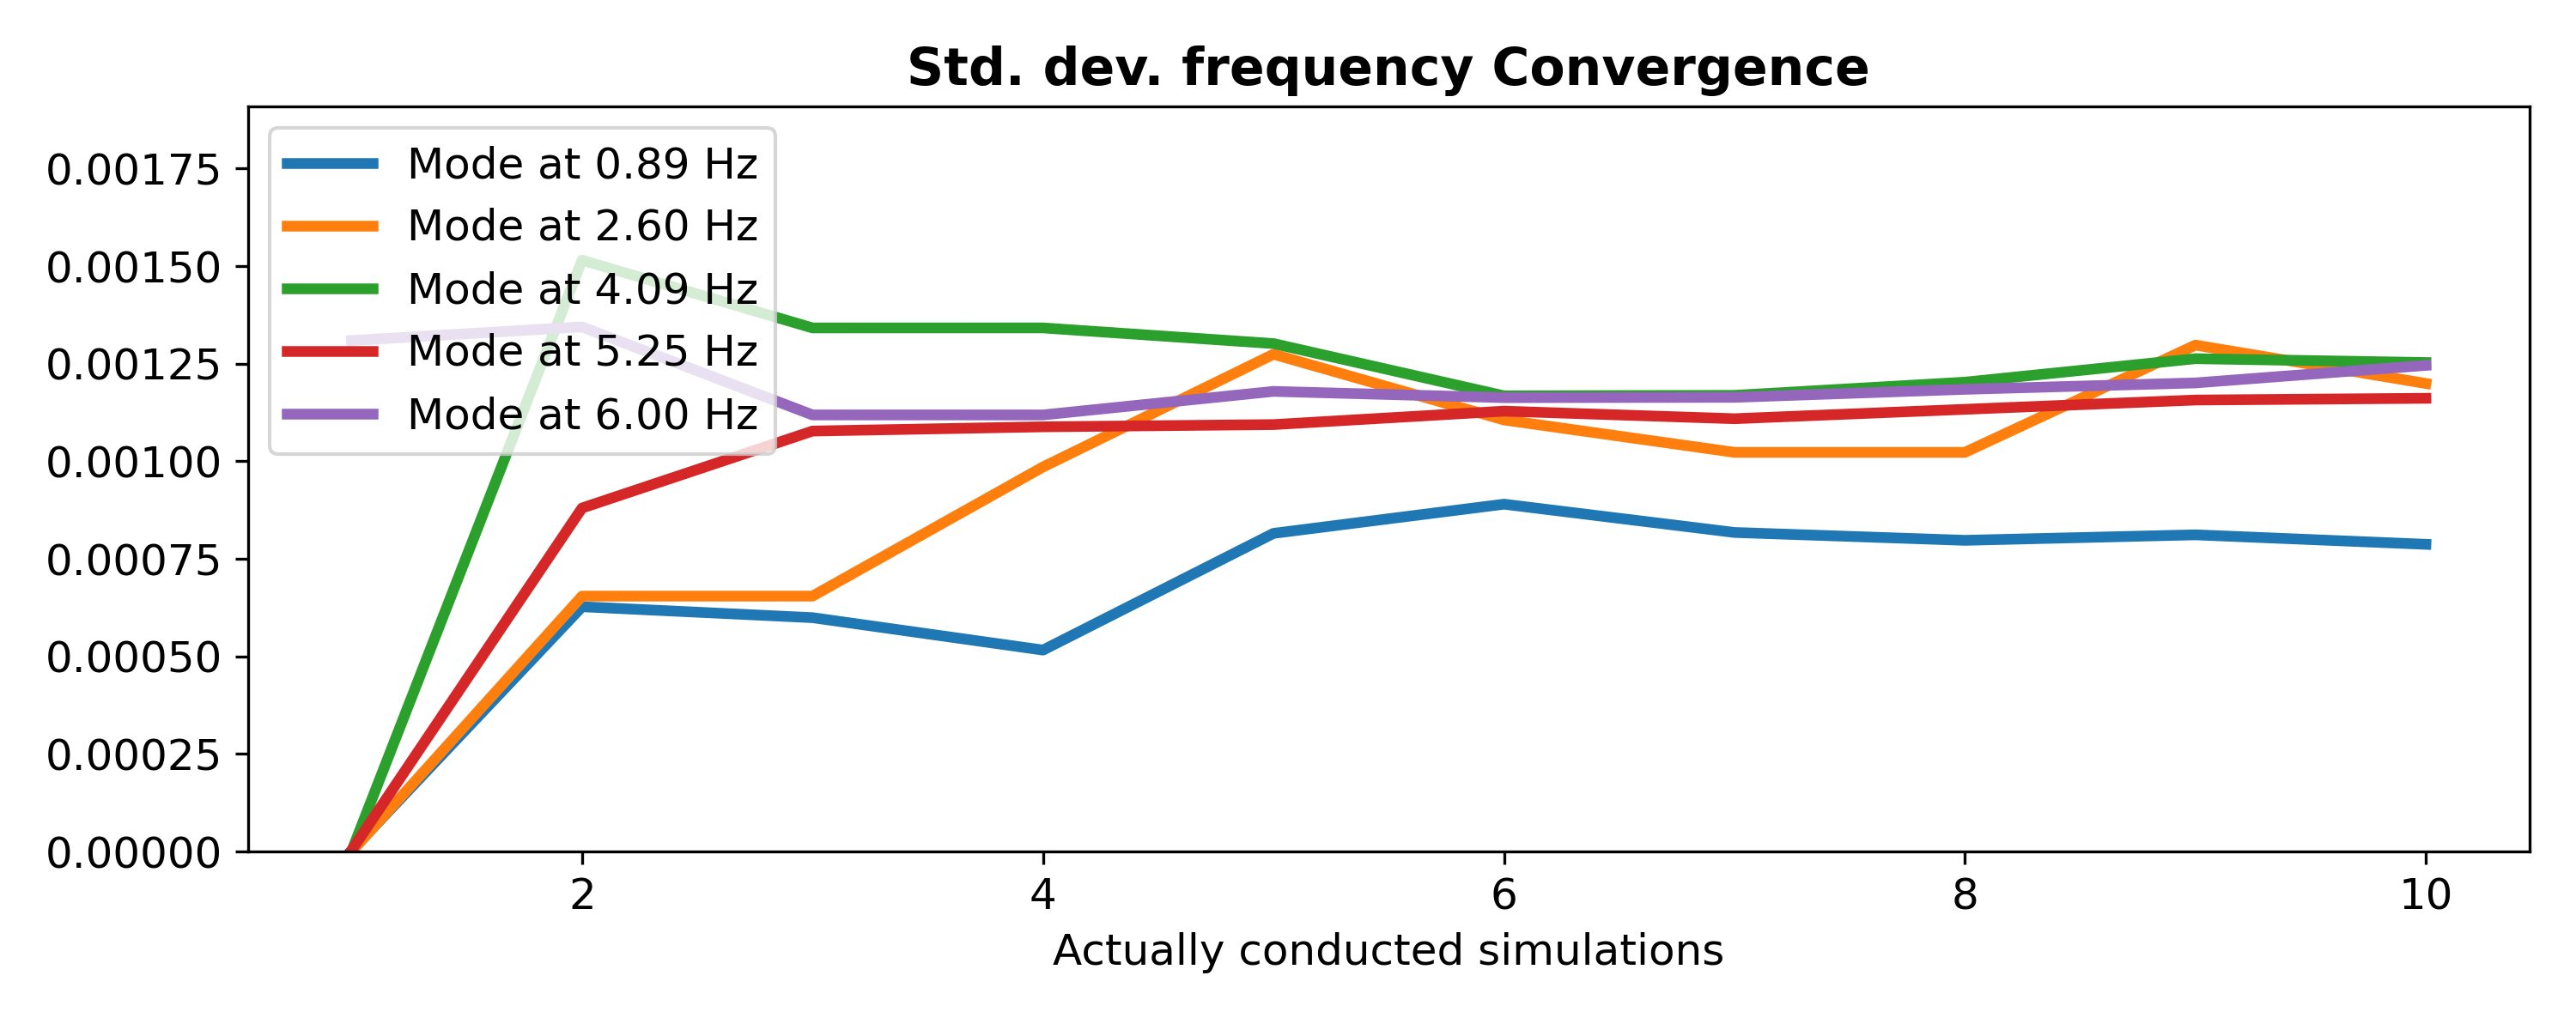 Std. dev. frequency Convergence
Mode at 0.89 Hz
Mode at 2.60 Hz
Mode at 4.09 Hz
Mode at 5.25 Hz
Mode at 6.00 Hz
0.00175
0.00150
0.00125
0.00100
0.00075
0.00050
0.00025
0.00000
2 4 6 8 10
Actually conducted simulations